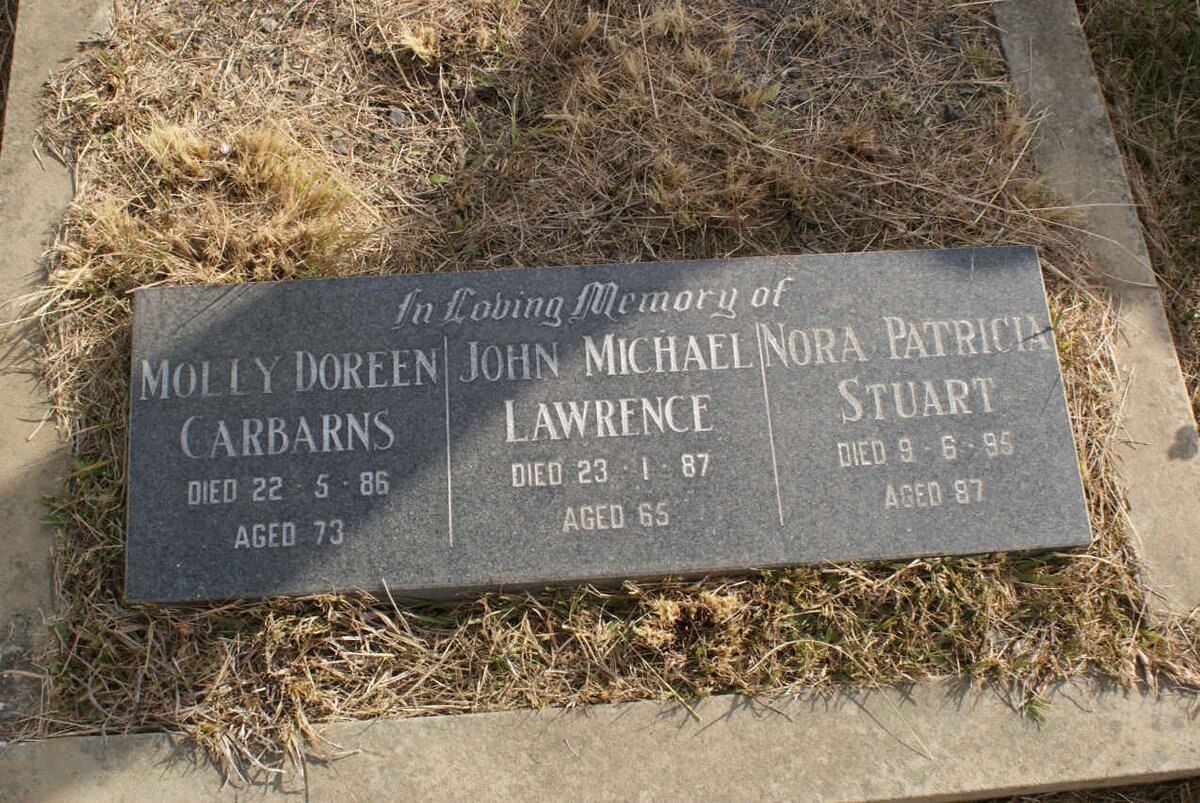 In Loving Memory of
MOLLY DOREEN
CARBARNS
DIED 22 - 5 - 86
AGED 73
JOHN MICHAEL
LAWRENCE
DIED 23 - 1 - 87
AGED 65
NORA PATRICIA
STUART
DIED 9 - 6 - 95
AGED 87